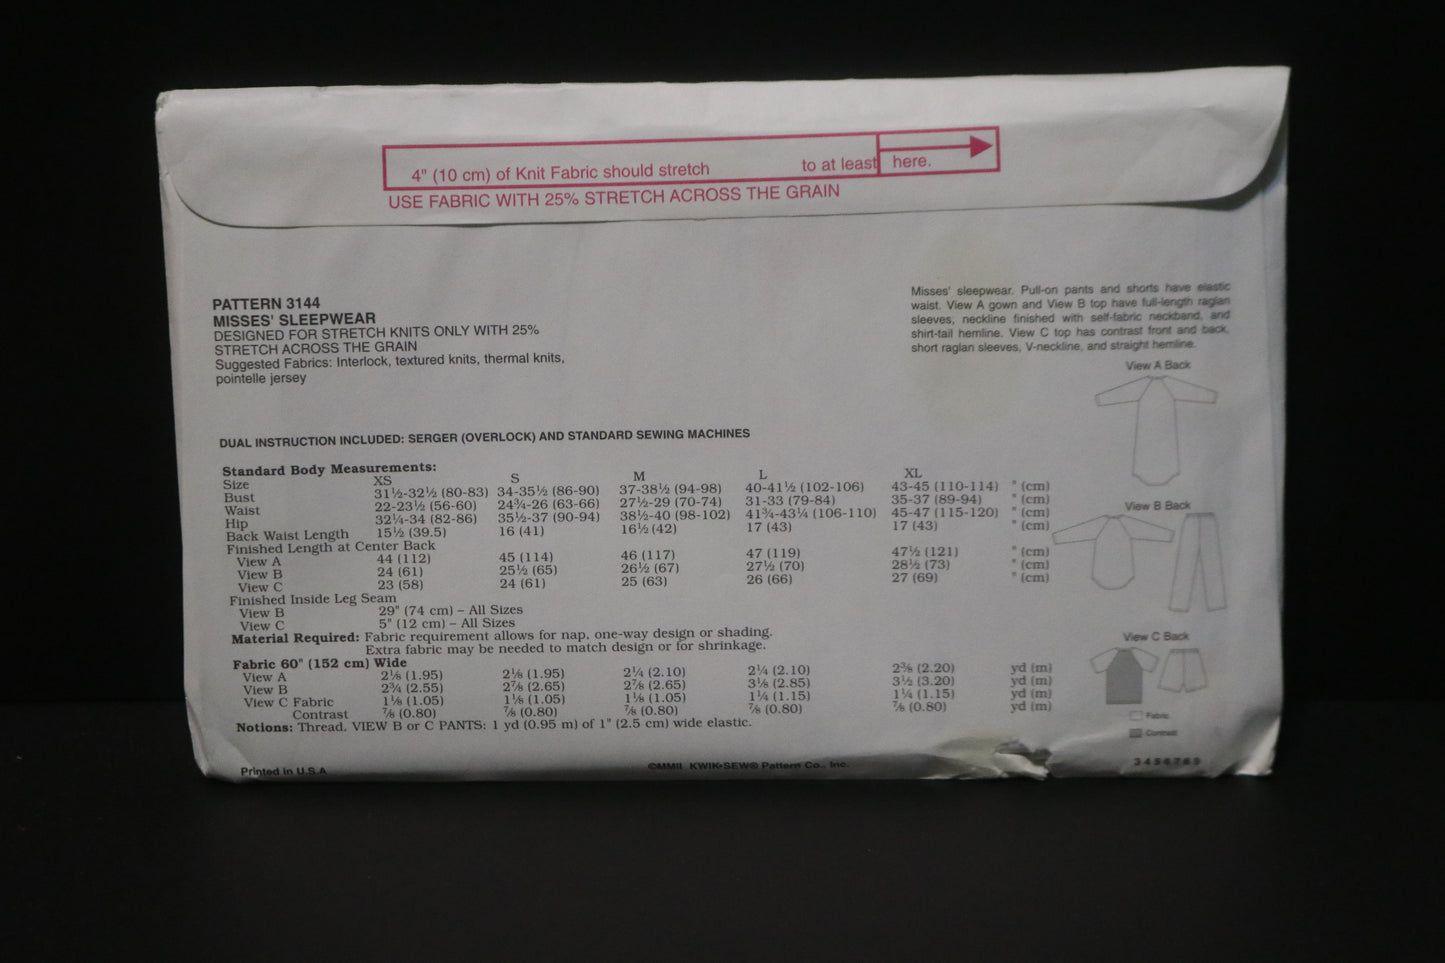 4" (10 cm) of Knit Fabric should stretch to at least here.
USE FABRIC WITH 25% STRETCH ACROSS THE GRAIN
PATTERN 3144
MISSES' SLEEPWEAR
DESIGNED FOR STRETCH KNITS ONLY WITH 25%
STRETCH ACROSS THE GRAIN
Suggested Fabrics: Interlock, textured knits, thermal knits,
pointelle jersey
Misses' sleepwear. Pull-on pants and shorts have elastic
waist. View A gown and View B top have full-length raglan
sleeves, neckline finished with self-fabric neckband, and
shirt-tail hemline. View C top has contrast front and back,
short raglan sleeves, V-neckline, and straight hemline.
View A Back
View B Back
View C Back
Fabric
Contrast
DUAL INSTRUCTION INCLUDED: SERGER (OVERLOCK) AND STANDARD SEWING MACHINES
Standard Body Measurements:
Size XS S M L XL
Bust 31½-32½ (80-83) 34-35½ (86-90) 37-38½ (94-98) 40-41½ (102-106) 43-45 (110-114) " (cm)
Waist 22-23½ (56-60) 24¾-26 (63-66) 27½-29 (70-74) 31-33 (79-84) 35-37 (89-94) " (cm)
Hip 32¼-34 (82-86) 35½-37 (90-94) 38½-40 (98-102) 41¾-43¼ (106-110) 45-47 (115-120) " (cm)
Back Waist Length 15½ (39.5) 16 (41) 16½ (42) 17 (43) 17 (43) " (cm)
Finished Length at Center Back
View A 44 (112) 45 (114) 46 (117) 47 (119) 47½ (121) " (cm)
View B 24 (61) 25½ (65) 26½ (67) 27½ (70) 28½ (73) " (cm)
View C 23 (58) 24 (61) 25 (63) 26 (66) 27 (69) " (cm)
Finished Inside Leg Seam
View B 29" (74 cm) – All Sizes
View C 5" (12 cm) – All Sizes
Material Required: Fabric requirement allows for nap, one-way design or shading.
Extra fabric may be needed to match design or for shrinkage.
Fabric 60" (152 cm) Wide
View A 2⅛ (1.95) 2⅛ (1.95) 2¼ (2.10) 2¼ (2.10) 2⅜ (2.20) yd (m)
View B 2¾ (2.55) 2⅞ (2.65) 2⅞ (2.65) 3⅛ (2.85) 3½ (3.20) yd (m)
View C Fabric 1⅛ (1.05) 1⅛ (1.05) 1⅛ (1.05) 1¼ (1.15) 1¼ (1.15) yd (m)
Contrast ⅞ (0.80) ⅞ (0.80) ⅞ (0.80) ⅞ (0.80) ⅞ (0.80) yd (m)
Notions: Thread. VIEW B or C PANTS: 1 yd (0.95 m) of 1" (2.5 cm) wide elastic.
Printed in U.S.A
©MMII KWIK•SEW® Pattern Co., Inc.
3 4 5 6 7 8 9